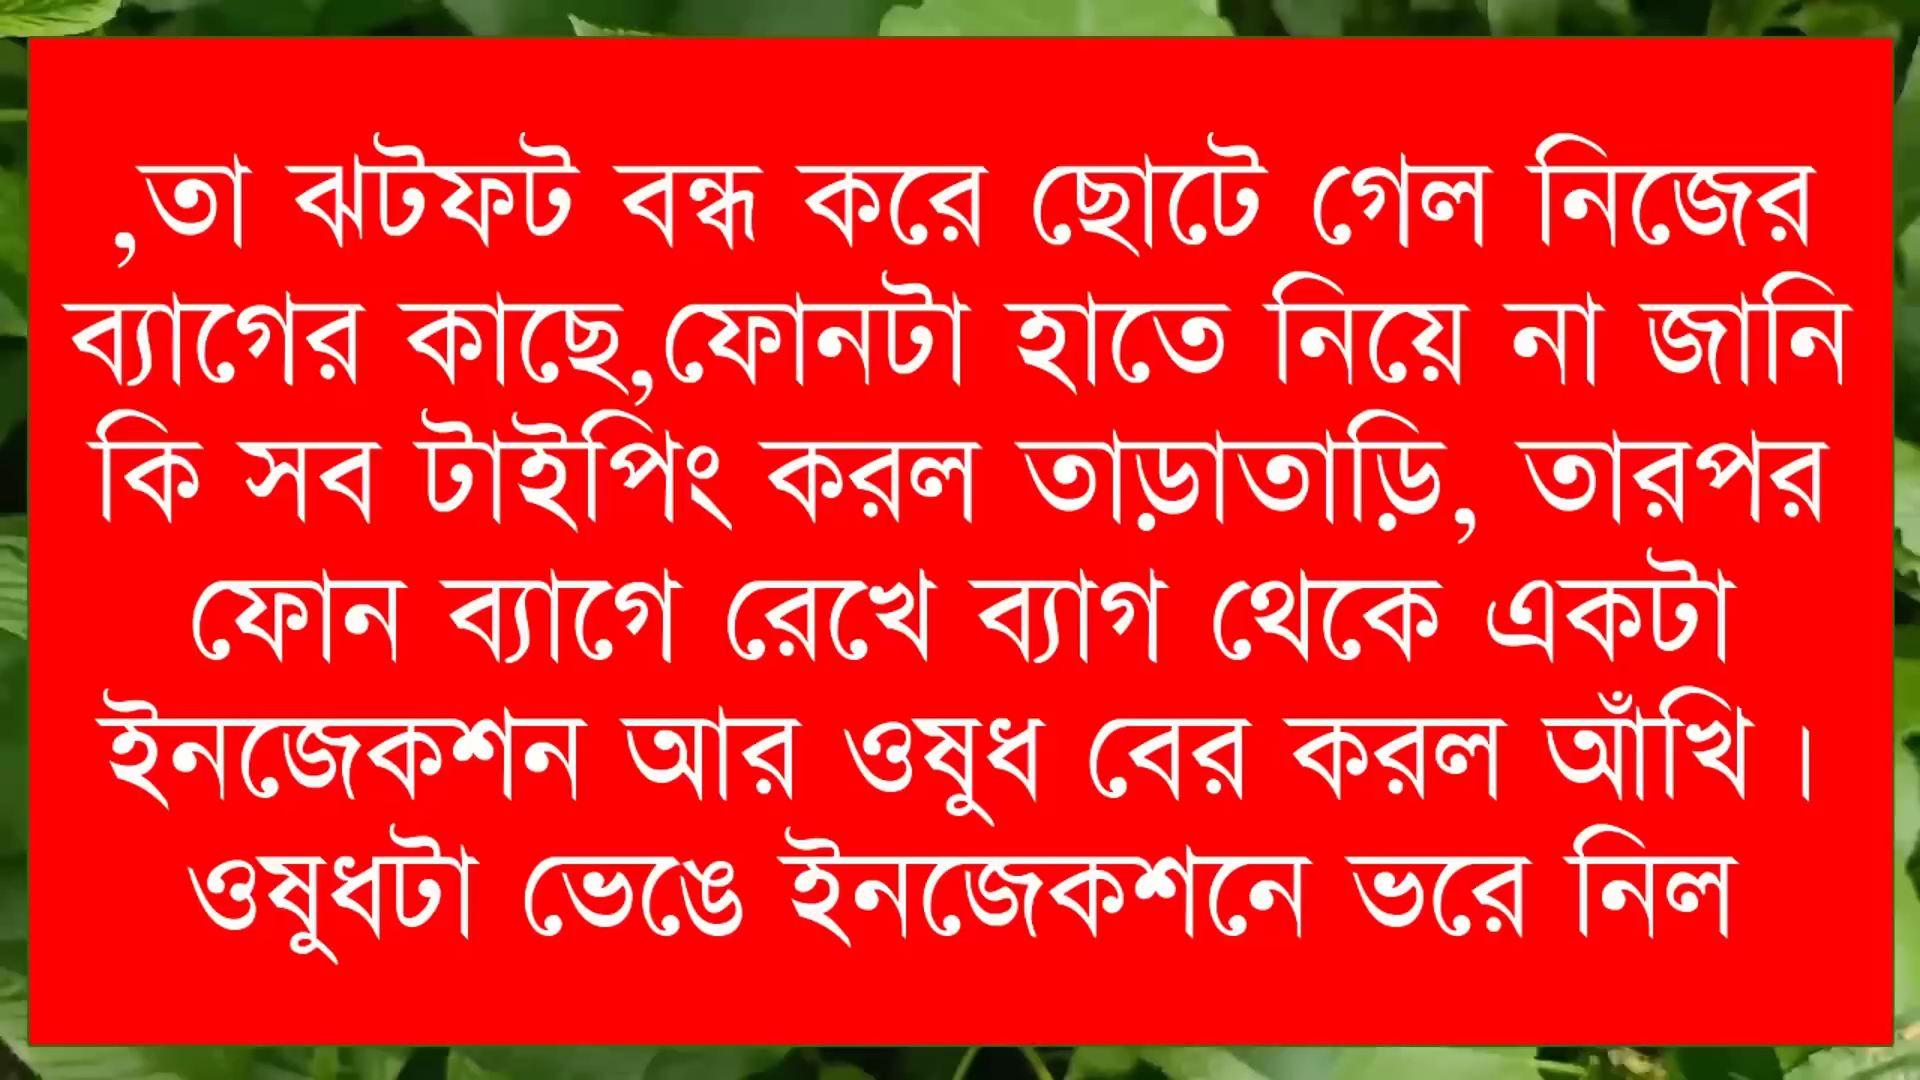 ,তা ঝটফট বন্ধ করে ছোটে গেল নিজের
ব্যাগের কাছে,ফোনটা হাতে নিয়ে না জানি
কি সব টাইপিং করল তাড়াতাড়ি, তারপর
ফোন ব্যাগে রেখে ব্যাগ থেকে একটা
ইনজেকশন আর ওষুধ বের করল আঁখি ।
ওষুধটা ভেঙে ইনজেকশনে ভরে নিল